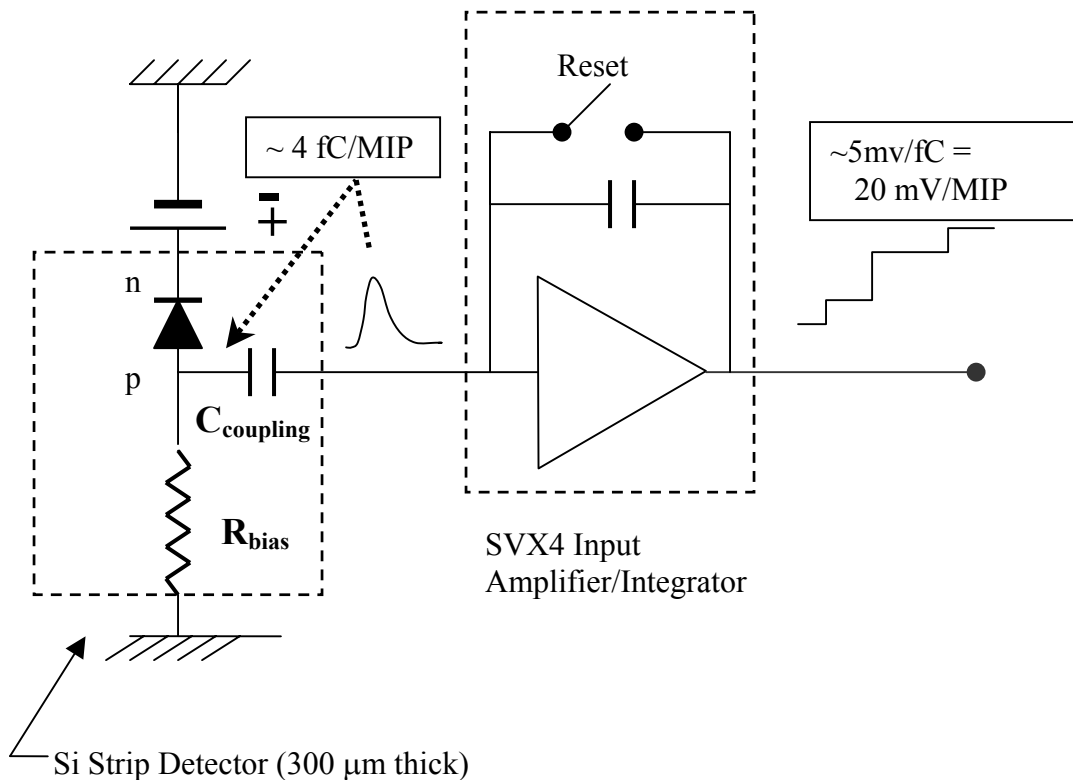 Reset
~ 4 fC/MIP
~5mv/fC =
20 mV/MIP
-
+
n
p
C_coupling
R_bias
SVX4 Input
Amplifier/Integrator
Si Strip Detector (300 μm thick)